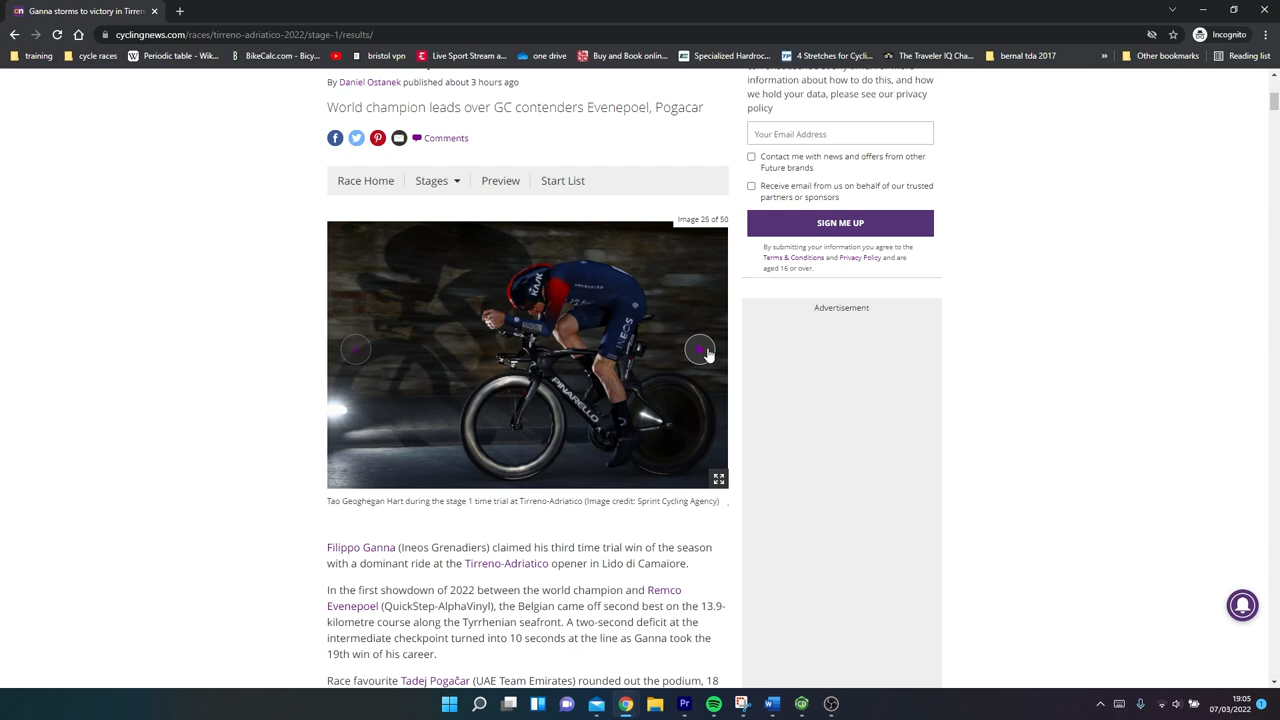 Ganna on Victory in Tirren
cyclingnews.com/races/tirreno-adriatico-2022/stage-1/results/
Incognito
training
cycle races
Periodic table - Wik...
BikeCalc.com - Bicy...
bristol vpn
Live Sport Stream a...
one drive
Buy and Book onlin...
Specialized Hardroc...
4 Stretches for Cycli...
The Traveler IQ Cha...
bernal tda 2017
Other bookmarks
Reading list
information about how to do this, and how
we hold your data, please see our privacy
policy
Your Email Address
Contact me with news and offers from other
Future brands
Receive email from us on behalf of our trusted
partners or sponsors
SIGN ME UP
By submitting your information you agree to the
Terms & Conditions and Privacy Policy and are
aged 16 or over.
Advertisement
By Daniel Ostanek published about 3 hours ago
World champion leads over GC contenders Evenepoel, Pogacar
Comments
Race Home
Stages
Preview
Start List
Image 25 of 50
INEOS
PINARELLO
Tao Geoghegan Hart during the stage 1 time trial at Tirreno-Adriatico (Image credit: Sprint Cycling Agency)
Filippo Ganna (Ineos Grenadiers) claimed his third time trial win of the season
with a dominant ride at the Tirreno-Adriatico opener in Lido di Camaiore.
In the first showdown of 2022 between the world champion and Remco
Evenepoel (QuickStep-AlphaVinyl), the Belgian came off second best on the 13.9-
kilometre course along the Tyrrhenian seafront. A two-second deficit at the
intermediate checkpoint turned into 10 seconds at the line as Ganna took the
19th win of his career.
Race favourite Tadej Pogačar (UAE Team Emirates) rounded out the podium, 18
19:05
07/03/2022